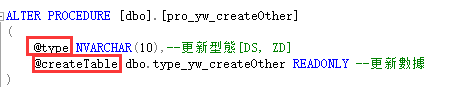 ALTER PROCEDURE [dbo].[pro_yw_createOther]
(
@type NVARCHAR(10),--更新型態[DS, ZD]
@createTable dbo.type_yw_createOther READONLY --更新數據
)